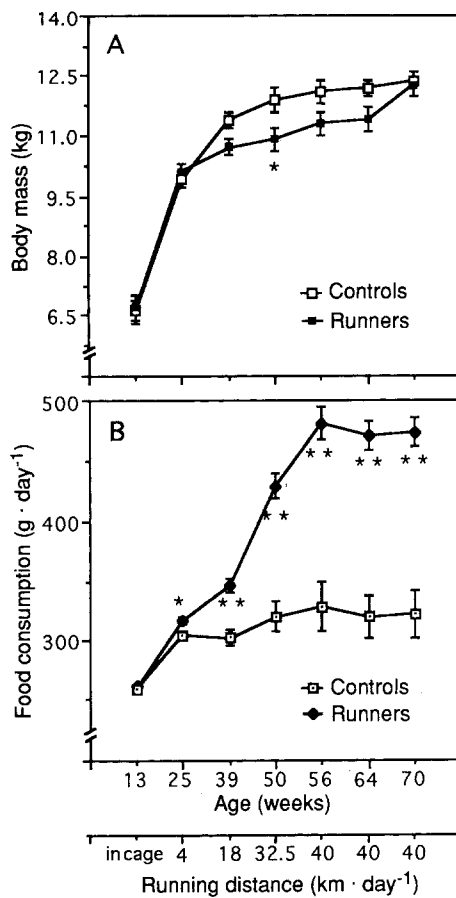 14.0
A
12.5
11.0
9.5
8.0
6.5
Body mass (kg)
*
Controls
Runners
500
B
400
300
Food consumption (g · day⁻¹)
* ** ** ** ** **
Controls
Runners
13 25 39 50 56 64 70
Age (weeks)
in cage 4 18 32.5 40 40 40
Running distance (km · day⁻¹)